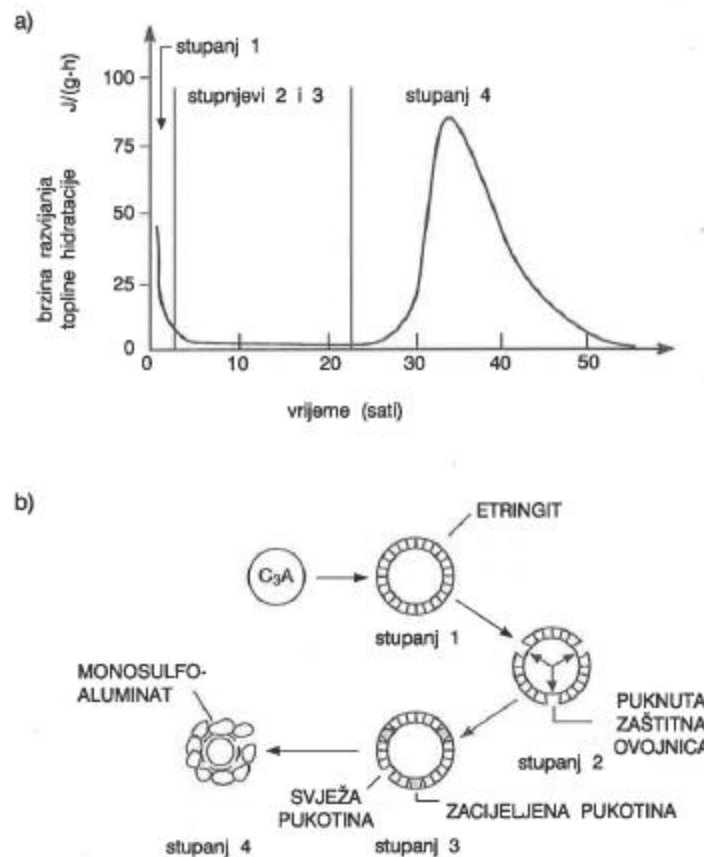 a)
stupanj 1
100
J/(g-h)
stupnjevi 2 i 3
stupanj 4
75
50
25
0
brzina razvijanja
topline hidratacije
0
10
20
30
40
50
vrijeme (sati)
b)
ETRINGIT
C₃A
stupanj 1
MONOSULFO-
ALUMINAT
PUKNUTA
ZAŠTITNA
OVOJNICA
stupanj 2
SVJEŽA
PUKOTINA
ZACIJELJENA PUKOTINA
stupanj 4
stupanj 3